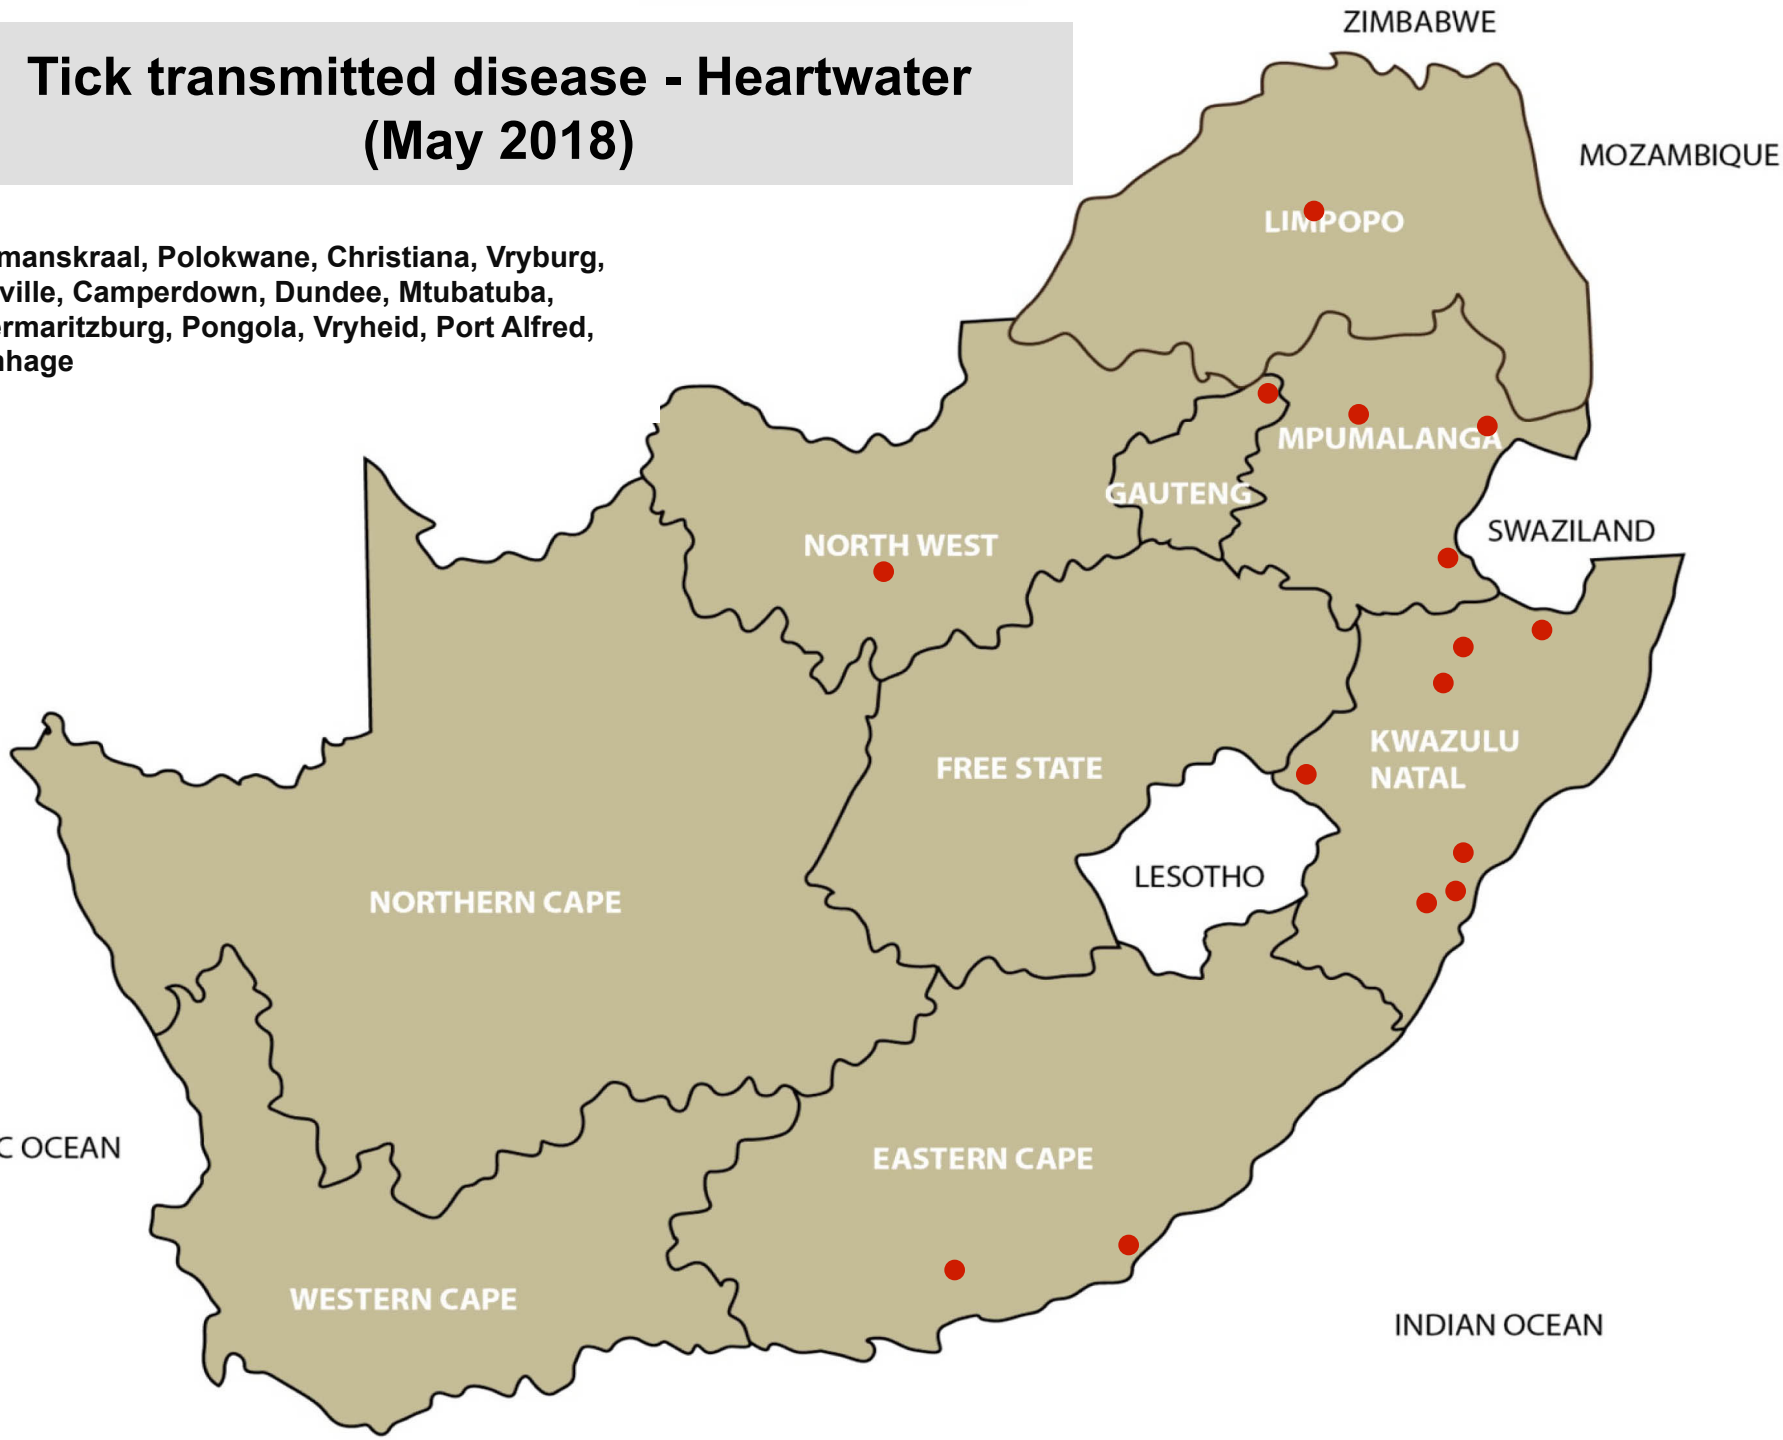 ZIMBABWE
Tick transmitted disease - Heartwater
(May 2018)
MOZAMBIQUE
LIMPOPO
manskraal, Polokwane, Christiana, Vryburg,
ville, Camperdown, Dundee, Mtubatuba,
ermaritzburg, Pongola, Vryheid, Port Alfred,
nhage
MPUMALANGA
GAUTENG
SWAZILAND
NORTH WEST
KWAZULU
NATAL
FREE STATE
LESOTHO
NORTHERN CAPE
C OCEAN
EASTERN CAPE
WESTERN CAPE
INDIAN OCEAN